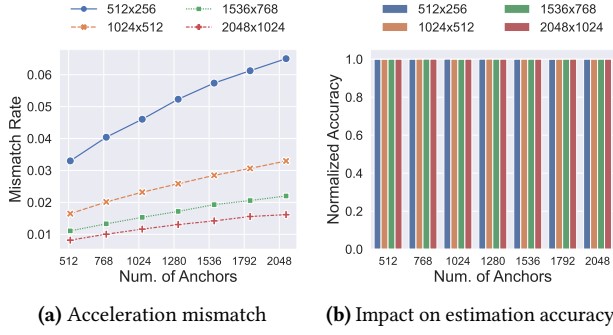 512x256 1536x768
1024x512 2048x1024
0.06
0.05
0.04
0.03
0.02
0.01
Mismatch Rate
512 768 1024 1280 1536 1792 2048
Num. of Anchors
(a) Acceleration mismatch
512x256 1536x768
1024x512 2048x1024
1.0
0.8
0.6
0.4
0.2
0.0
Normalized Accuracy
512 768 1024 1280 1536 1792 2048
Num. of Anchors
(b) Impact on estimation accuracy